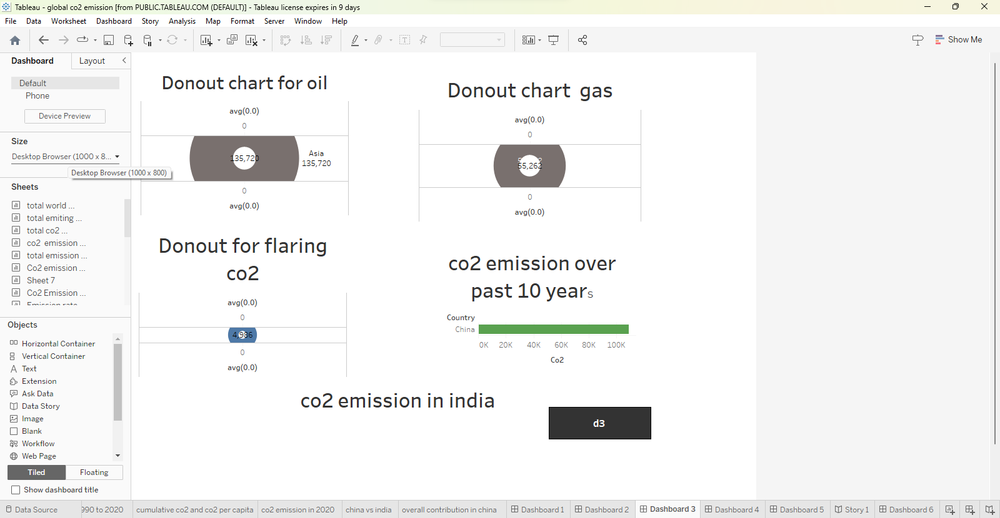 Tableau - global co2 emission [from PUBLIC.TABLEAU.COM (DEFAULT)] - Tableau license expires in 9 days
File Data Worksheet Dashboard Story Analysis Map Format Server Window Help
Show Me
Dashboard Layout
Default
Phone
Device Preview
Size
Desktop Browser (1000 x 8...
Desktop Browser (1000 x 800)
Sheets
total world ...
total emiting ...
total co2 ...
co2 emission ...
total emission ...
Co2 emission ...
Sheet 7
Co2 Emission ...
Emission rate
Objects
Horizontal Container
Vertical Container
Text
Extension
Ask Data
Data Story
Image
Blank
Workflow
Web Page
Tiled Floating
Show dashboard title
Donout chart for oil
avg(0.0)
0
135,720
Asia
135,720
0
avg(0.0)
Donout chart gas
avg(0.0)
0
55,262
0
avg(0.0)
Donout for flaring
co2
avg(0.0)
0
4,986
0
avg(0.0)
co2 emission over
past 10 years
Country
China
0K 20K 40K 60K 80K 100K
Co2
co2 emission in india
d3
Data Source 990 to 2020 cumulative co2 and co2 per capita co2 emission in 2020 china vs india overall contribution in china Dashboard 1 Dashboard 2 Dashboard 3 Dashboard 4 Dashboard 5 Story 1 Dashboard 6